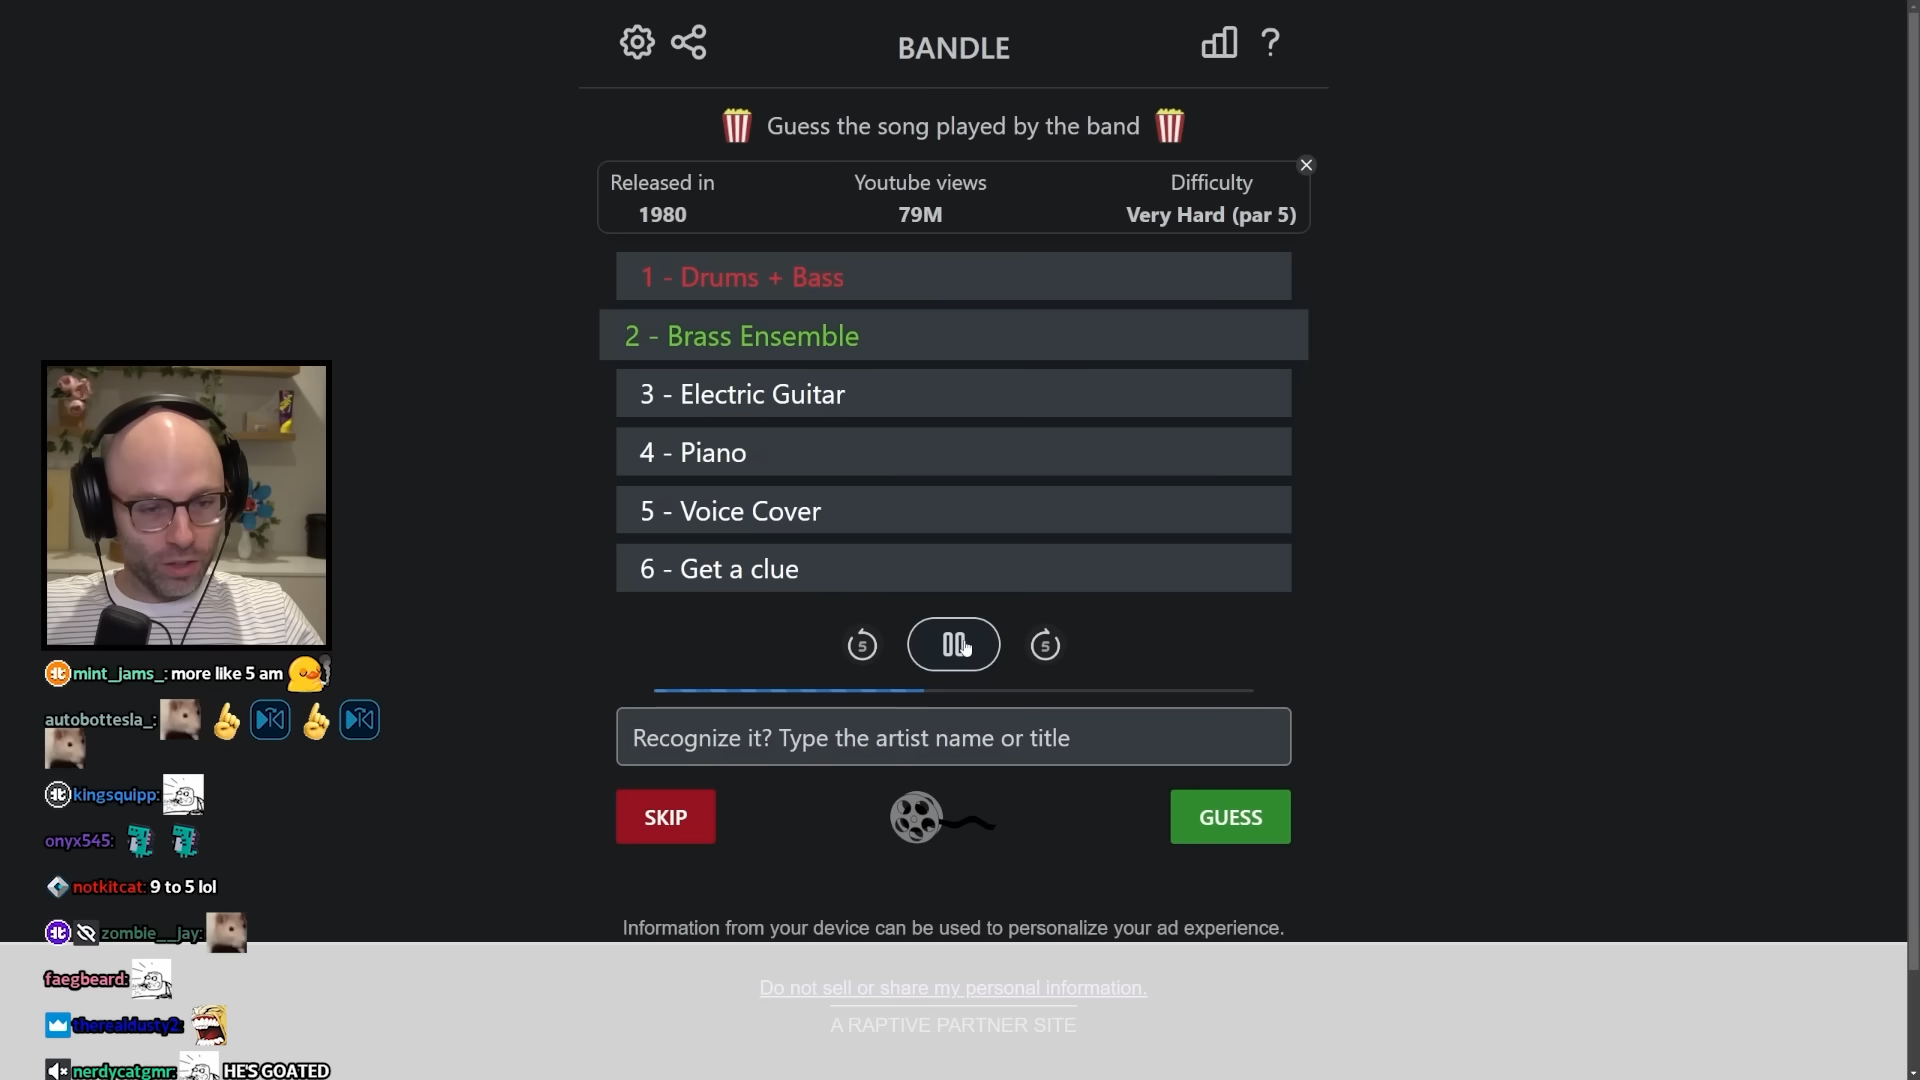 BANDLE
?
Guess the song played by the band
Released in
1980
Youtube views
79M
Difficulty
Very Hard (par 5)
1 - Drums + Bass
2 - Brass Ensemble
3 - Electric Guitar
4 - Piano
5 - Voice Cover
6 - Get a clue
5
5
Recognize it? Type the artist name or title
SKIP
GUESS
Information from your device can be used to personalize your ad experience.
Do not sell or share my personal information.
A RAPTIVE PARTNER SITE
mint_jams_: more like 5 am
autobottesla_:
kingsquipp:
onyx545:
notkitcat: 9 to 5 lol
zombie__jay:
faegbeard:
therealdusty2:
nerdycatgmr: HE'S GOATED